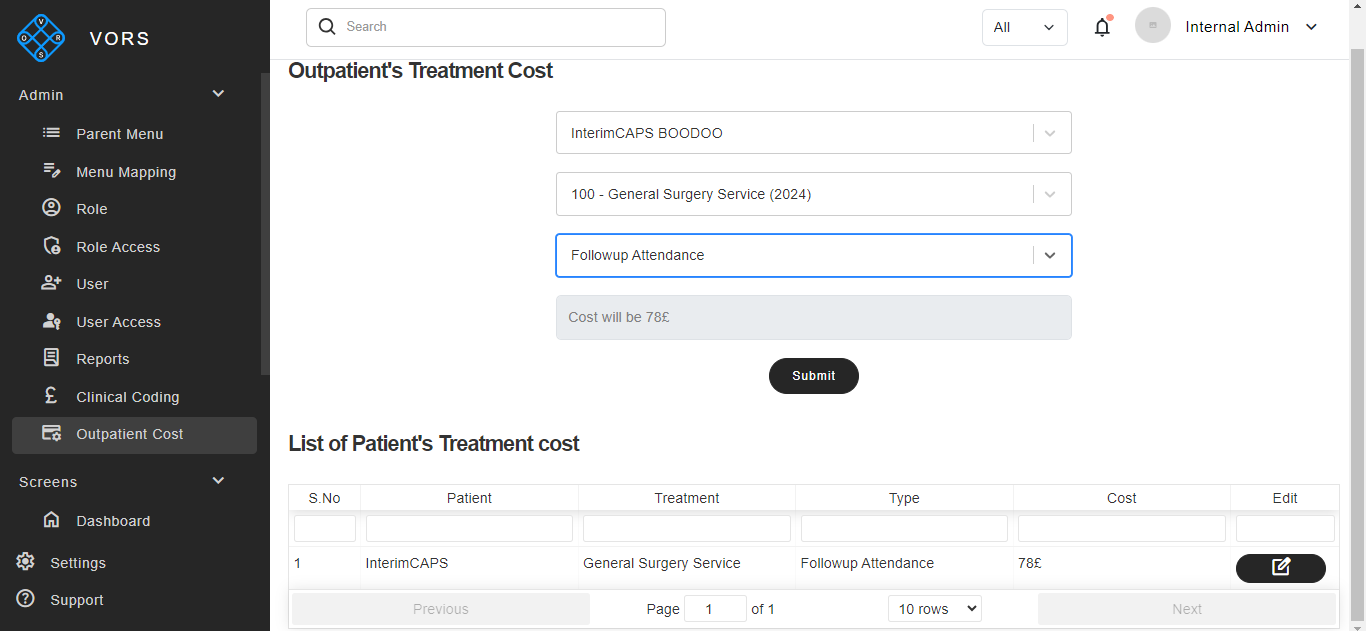 V
O R
S
VORS
Search
All
Internal Admin
Admin
Parent Menu
Menu Mapping
Role
Role Access
User
User Access
Reports
£ Clinical Coding
Outpatient Cost
Screens
Dashboard
Settings
? Support
Outpatient's Treatment Cost
InterimCAPS BOODOO
100 - General Surgery Service (2024)
Followup Attendance
Cost will be 78£
Submit
List of Patient's Treatment cost
S.No Patient Treatment Type Cost Edit
1 InterimCAPS General Surgery Service Followup Attendance 78£
Previous Page 1 of 1 10 rows Next